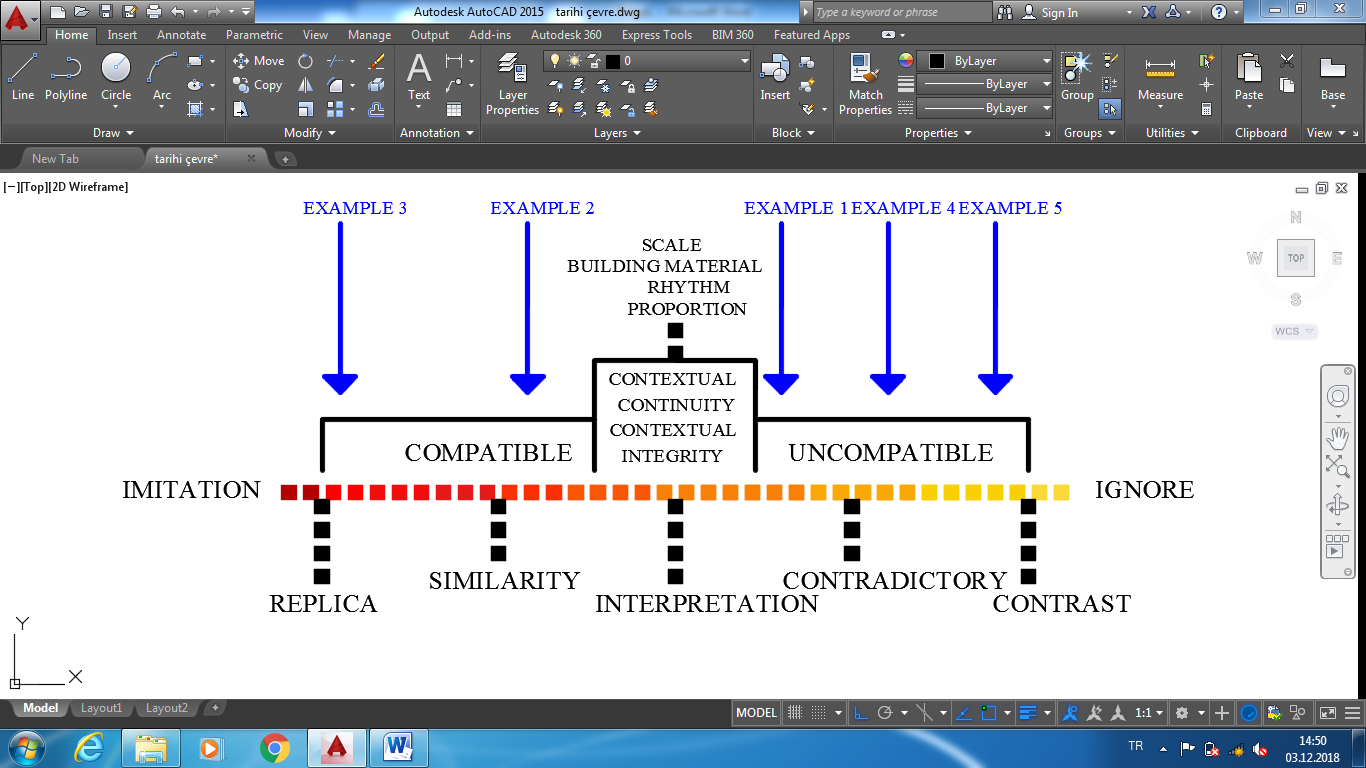 Autodesk AutoCAD 2015 tarihi çevre.dwg
Type a keyword or phrase
Sign In
Home Insert Annotate Parametric View Manage Output Add-ins Autodesk 360 Express Tools BIM 360 Featured Apps
Line Polyline Circle Arc
Move
Copy
Text
Layer Properties
0
Insert
Match Properties
ByLayer
ByLayer
ByLayer
Group
Measure
Paste
Base
Draw Modify Annotation Layers Block Properties Groups Utilities Clipboard View
New Tab tarihi çevre*
[−][Top][2D Wireframe]
EXAMPLE 3 EXAMPLE 2 EXAMPLE 1 EXAMPLE 4 EXAMPLE 5
SCALE
BUILDING MATERIAL
RHYTHM
PROPORTION
N
W TOP E
S
WCS
CONTEXTUAL
CONTINUITY
CONTEXTUAL
INTEGRITY
COMPATIBLE UNCOMPATIBLE
IMITATION IGNORE
SIMILARITY CONTRADICTORY
REPLICA INTERPRETATION CONTRAST
Y
X
Model Layout1 Layout2
MODEL 1:1
TR 14:50
03.12.2018